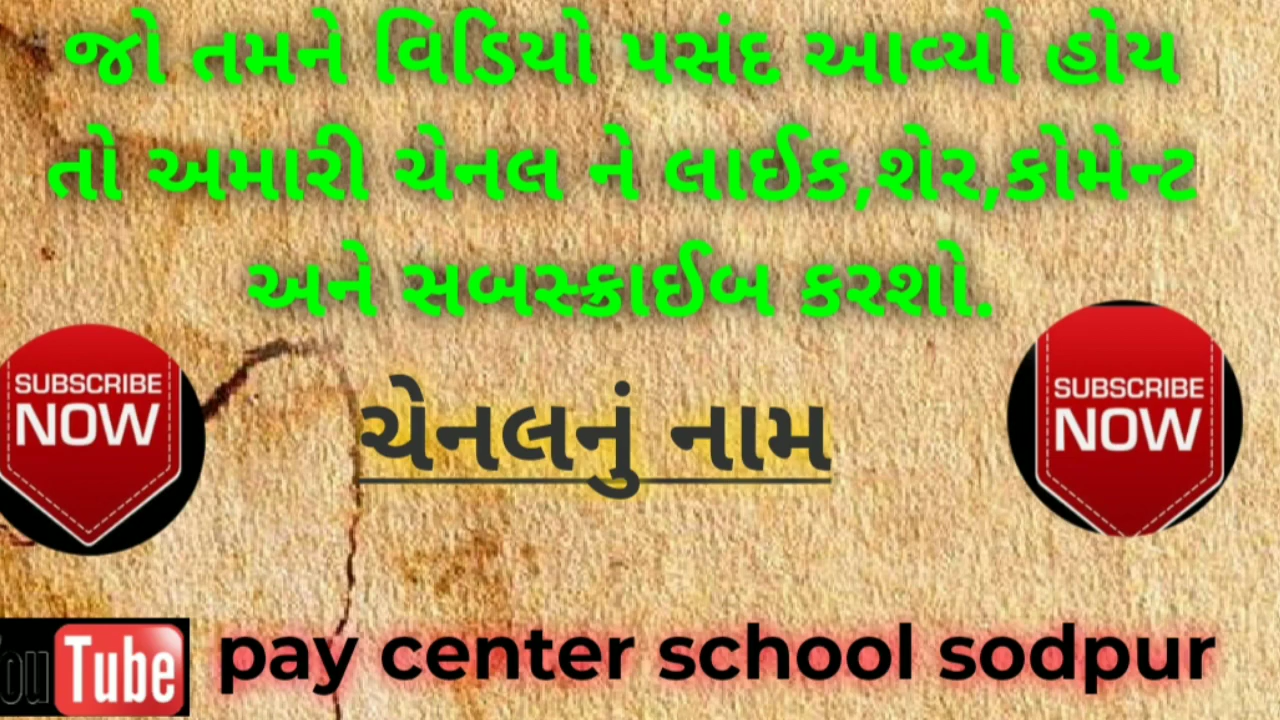 જો તમને વિડિયો પસંદ આવ્યો હોય
તો અમારી ચેનલ ને લાઈક,શેર,કોમેન્ટ
અને સબસ્ક્રાઈબ કરશો.
SUBSCRIBE
NOW
SUBSCRIBE
NOW
ચેનલનું નામ
You Tube
pay center school sodpur